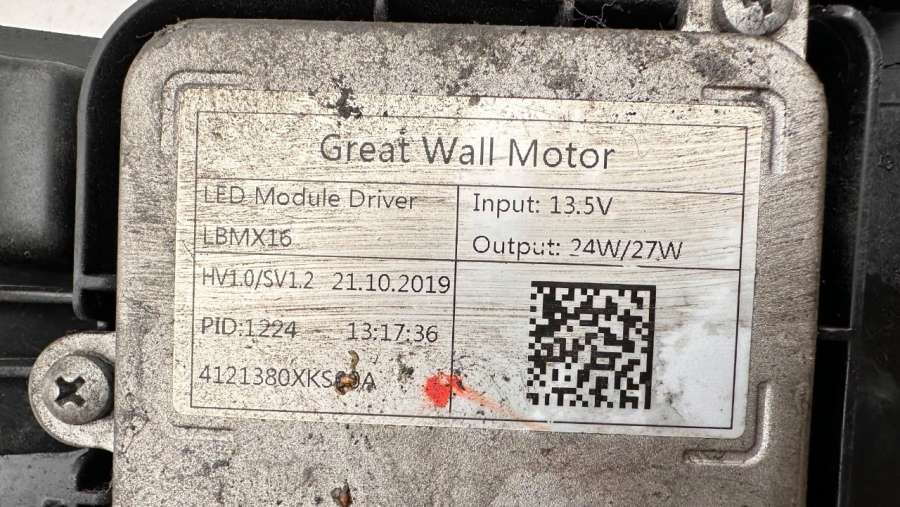 Great Wall Motor
LED Module Driver
LBMX16
Input: 13.5V
Output: 24W/27W
HV1.0/SV1.2 21.10.2019
PID:1224 13:17:36